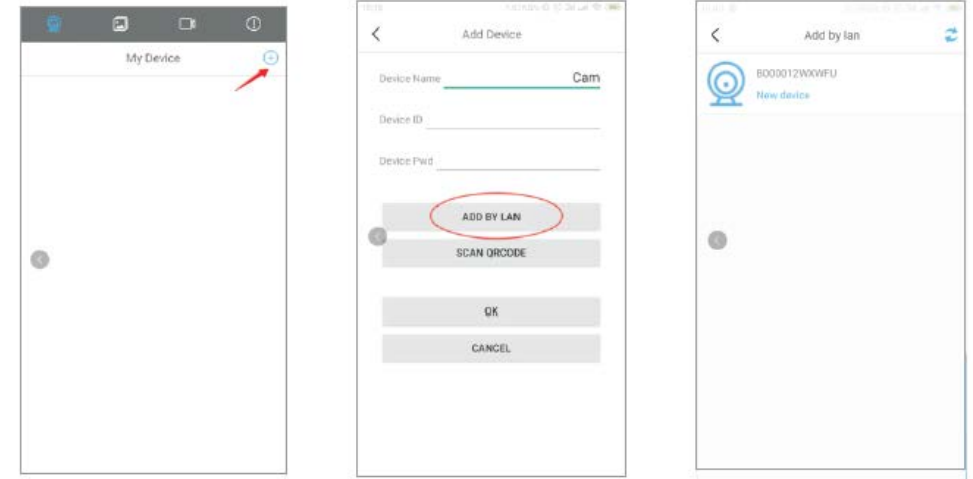 My Device
Add Device
Device Name Cam
Device ID
Device Pwd
ADD BY LAN
SCAN QRCODE
OK
CANCEL
Add by lan
B000012WXWFU
New device